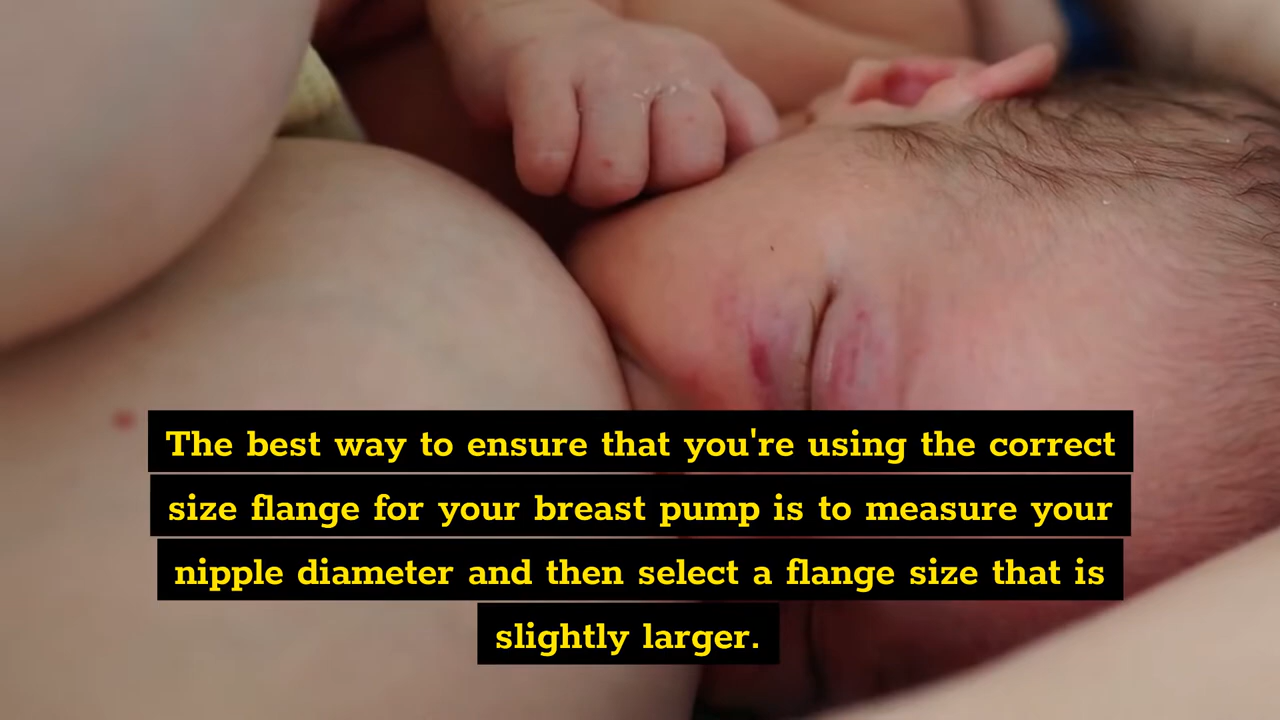 The best way to ensure that you're using the correct
size flange for your breast pump is to measure your
nipple diameter and then select a flange size that is
slightly larger.